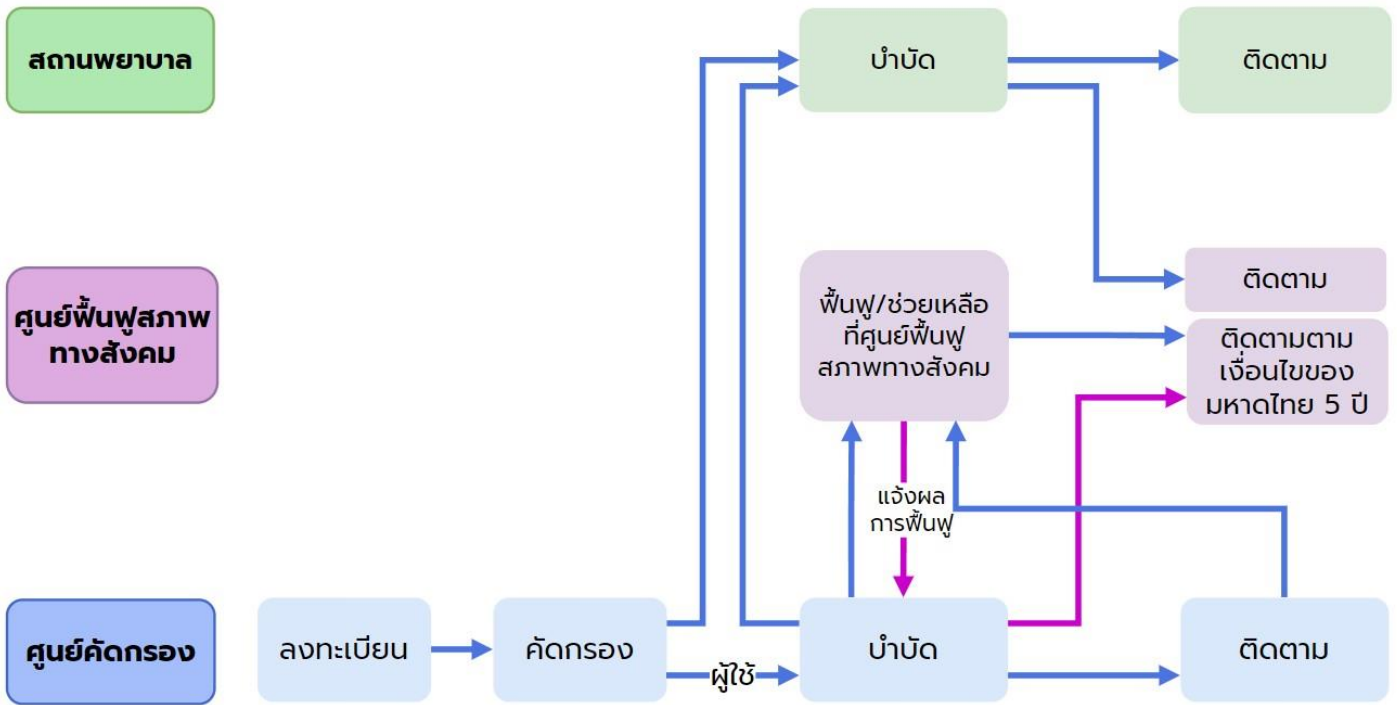 สถานพยาบาล
บำบัด
ติดตาม
ศูนย์ฟื้นฟูสภาพ
ทางสังคม
ฟื้นฟู/ช่วยเหลือ
ที่ศูนย์ฟื้นฟู
สภาพทางสังคม
ติดตาม
ติดตามตาม
เงื่อนไขของ
มหาดไทย 5 ปี
แจ้งผล
การฟื้นฟู
ศูนย์คัดกรอง
ลงทะเบียน
คัดกรอง
ผู้ใช้
บำบัด
ติดตาม